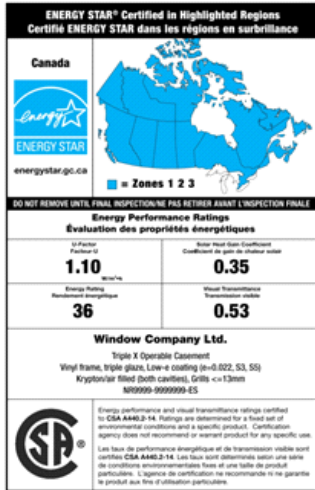 ENERGY STAR® Certified in Highlighted Regions
Certifié ENERGY STAR dans les régions en surbrillance
Canada
energy
ENERGY STAR
energystar.gc.ca
= Zones 1 2 3
DO NOT REMOVE UNTIL FINAL INSPECTION/NE PAS RETIRER AVANT L'INSPECTION FINALE
Energy Performance Ratings
Évaluation des propriétés énergétiques
U-Factor
Facteur-U
1.10
W/m²•k
Solar Heat Gain Coefficient
Coefficient de gain de chaleur solair
0.35
Energy Rating
Rendement énergétique
36
Visual Transmittance
Transmission visible
0.53
Window Company Ltd.
Triple X Operable Casement
Vinyl frame, triple glaze, Low-e coating (e=0.022, S3, S5)
Krypton/air filled (both cavities), Grills <=13mm
NR9999-9999999-ES
CSA®
Energy performance and visual transmittance ratings certified
to CSA A440.2-14. Ratings are determined for a fixed set of
environmental conditions and a specific product. Certification
agency does not recommend or warrant product for any specific use.
Les taux de performance énergétique et de transmission visible sont
certifiés CSA A440.2-14. Les taux sont déterminés selon une série
de conditions environnementales fixes et une taille de produit
particulière. L'agence de certification ne recommande ni ne garantie
le produit aux fins d'utilisation particulière.